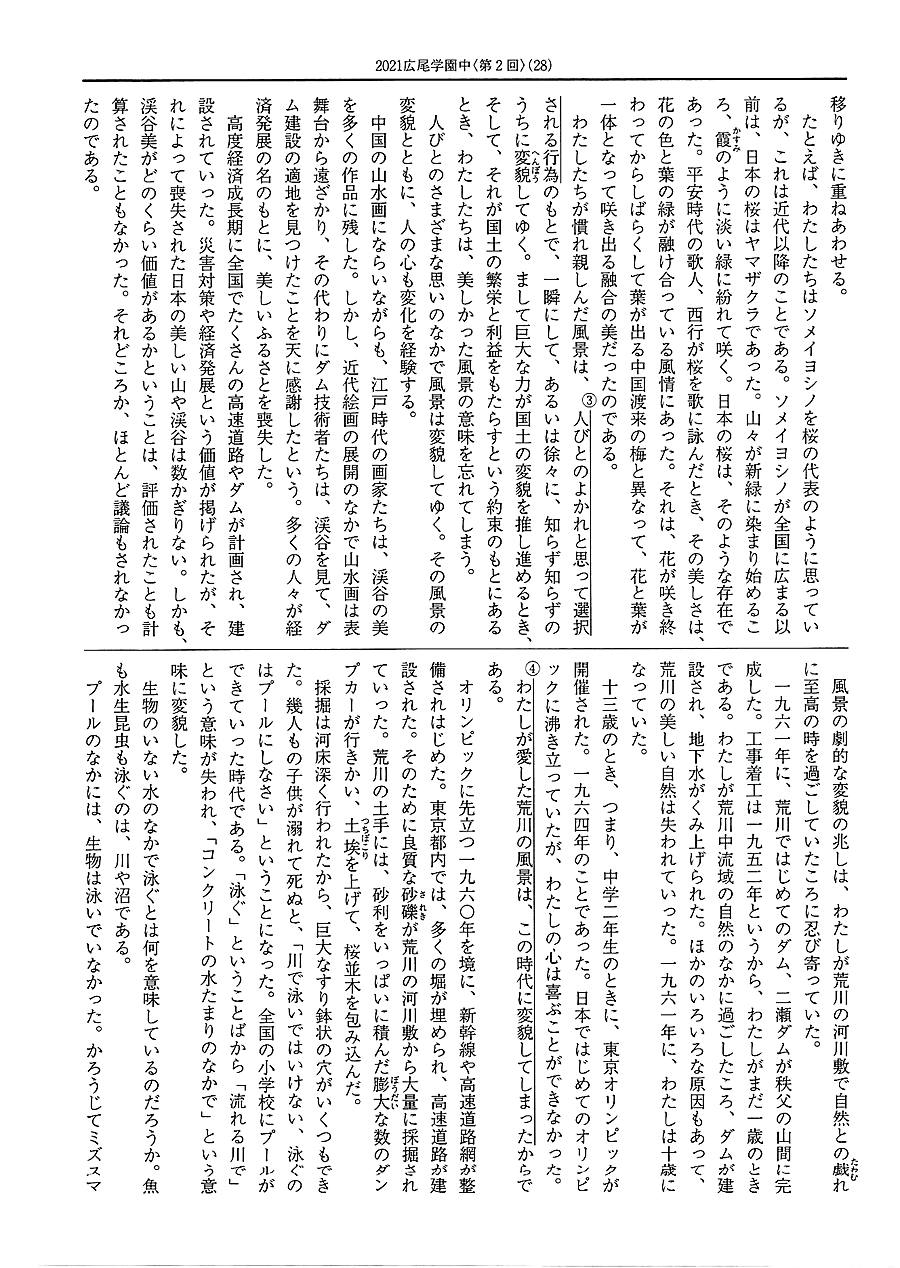 2021広尾学園中〈第2回〉(28)
移りゆきに重ねあわせる。
たとえば、わたしたちはソメイヨシノを桜の代表のように思ってい
るが、これは近代以降のことである。ソメイヨシノが全国に広まる以
前は、日本の桜はヤマザクラであった。山々が新緑に染まり始めるこ
ろ、霞のように淡い緑に紛れて咲く。日本の桜は、そのような存在で
かすみ
あった。平安時代の歌人、西行が桜を歌に詠んだとき、その美しさは、
花の色と葉の緑が融け合っている風情にあった。それは、花が咲き終
わってからしばらくして葉が出る中国渡来の梅と異なって、花と葉が
一体となって咲き出る融合の美だったのである。
わたしたちが慣れ親しんだ風景は、③人びとのよかれと思って選択
される行為のもとで、一瞬にして、あるいは徐々に、知らず知らずの
うちに変貌してゆく。まして巨大な力が国土の変貌を推し進めるとき、
へんぼう
そして、それが国土の繁栄と利益をもたらすという約束のもとにある
とき、わたしたちは、美しかった風景の意味を忘れてしまう。
人びとのさまざまな思いのなかで風景は変貌してゆく。その風景の
変貌とともに、人の心も変化を経験する。
中国の山水画にならいながらも、江戸時代の画家たちは、渓谷の美
を多くの作品に残した。しかし、近代絵画の展開のなかで山水画は表
舞台から遠ざかり、その代わりにダム技術者たちは、渓谷を見て、ダ
ム建設の適地を見つけたことを天に感謝したという。多くの人々が経
済発展の名のもとに、美しいふるさとを喪失した。
高度経済成長期に全国でたくさんの高速道路やダムが計画され、建
設されていった。災害対策や経済発展という価値が掲げられたが、そ
れによって喪失された日本の美しい山や渓谷は数かぎりない。しかも、
渓谷美がどのくらい価値があるかということは、評価されたことも計
算されたこともなかった。それどころか、ほとんど議論もされなかっ
たのである。
風景の劇的な変貌の兆しは、わたしが荒川の河川敷で自然との戯れ
たわむ
に至高の時を過ごしていたころに忍び寄っていた。
一九六一年に、荒川ではじめてのダム、二瀬ダムが秩父の山間に完
成した。工事着工は一九五二年というから、わたしがまだ一歳のとき
である。わたしが荒川中流域の自然のなかに過ごしたころ、ダムが建
設され、地下水がくみ上げられた。ほかのいろいろな原因もあって、
荒川の美しい自然は失われていった。一九六一年に、わたしは十歳に
なっていた。
十三歳のとき、つまり、中学二年生のときに、東京オリンピックが
開催された。一九六四年のことであった。日本ではじめてのオリンピ
ックに沸き立っていたが、わたしの心は喜ぶことができなかった。
④わたしが愛した荒川の風景は、この時代に変貌してしまったからで
ある。
オリンピックに先立つ一九六〇年を境に、新幹線や高速道路網が整
備されはじめた。東京都内では、多くの堀が埋められ、高速道路が建
設された。そのために良質な砂礫が荒川の河川敷から大量に採掘され
されき
ていった。荒川の土手には、砂利をいっぱいに積んだ膨大な数のダン
ぼうだい
プカーが行きかい、土埃を上げて、桜並木を包み込んだ。
つちぼこり
採掘は河床深く行われたから、巨大なすり鉢状の穴がいくつもでき
た。幾人もの子供が溺れて死ぬと、「川で泳いではいけない、泳ぐの
はプールにしなさい」ということになった。全国の小学校にプールが
できていった時代である。「泳ぐ」ということばから「流れる川で」
という意味が失われ、「コンクリートの水たまりのなかで」という意
味に変貌した。
生物のいない水のなかで泳ぐとは何を意味しているのだろうか。魚
も水生昆虫も泳ぐのは、川や沼である。
プールのなかには、生物は泳いでいなかった。かろうじてミズスマ